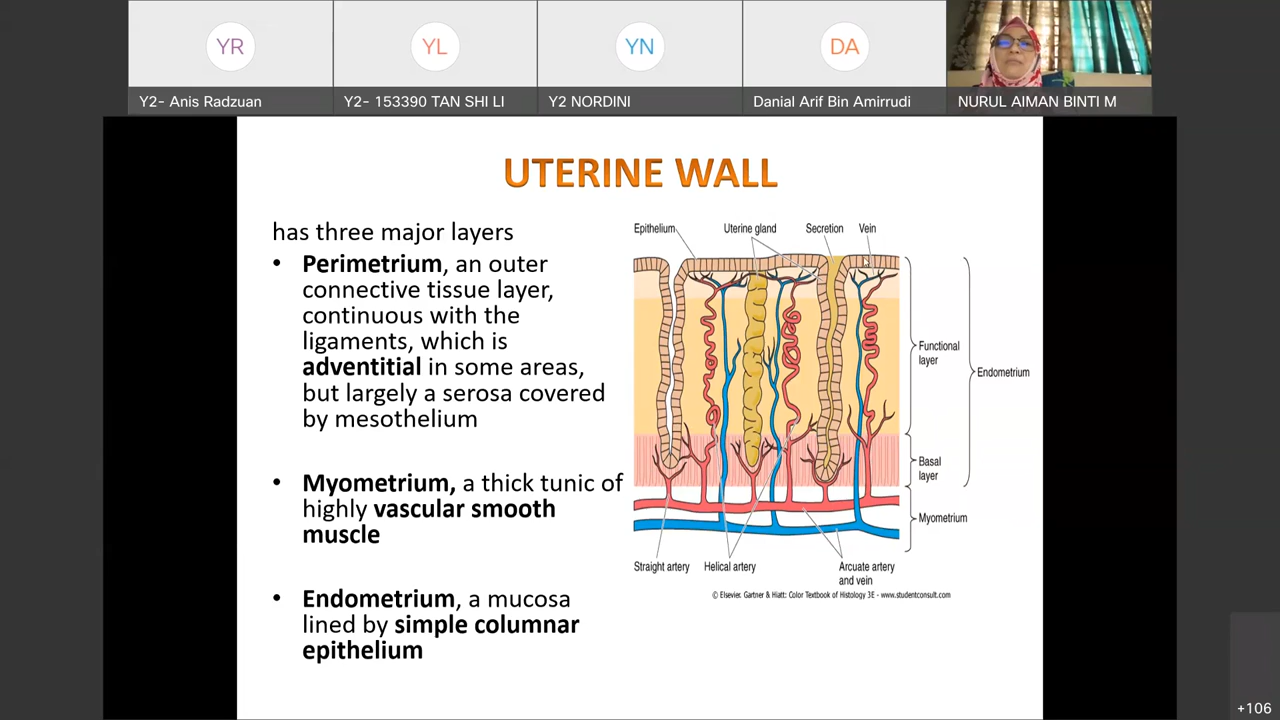 YR
YL
YN
DA
Y2- Anis Radzuan
Y2- 153390 TAN SHI LI
Y2 NORDINI
Danial Arif Bin Amirrudi
NURUL AIMAN BINTI M
UTERINE WALL
has three major layers
• Perimetrium, an outer
connective tissue layer,
continuous with the
ligaments, which is
adventitial in some areas,
but largely a serosa covered
by mesothelium
• Myometrium, a thick tunic of
highly vascular smooth
muscle
• Endometrium, a mucosa
lined by simple columnar
epithelium
Epithelium
Uterine gland
Secretion
Vein
Functional
layer
Endometrium
Basal
layer
Myometrium
Straight artery
Helical artery
Arcuate artery
and vein
© Elsevier. Gartner & Hiatt: Color Textbook of Histology 3E - www.studentconsult.com
+106